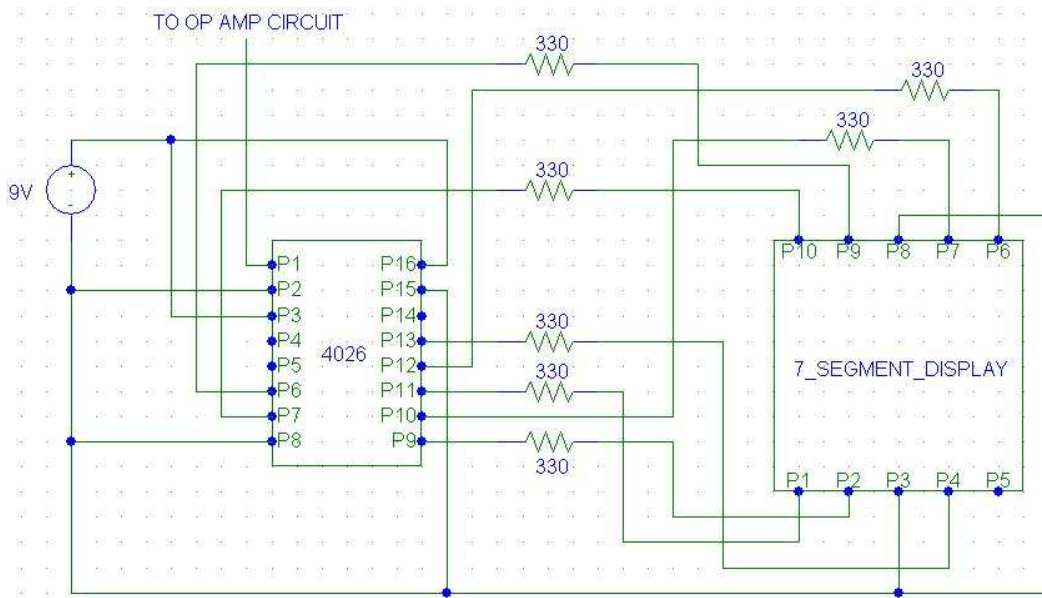 TO OP AMP CIRCUIT
330
330
330
330
9V
P10 P9 P8 P7 P6
P1 P16
P2 P15
P3 P14
P4 P13
4026
P5 P12
P6 P11
P7 P10
P8 P9
330
330
330
7_SEGMENT_DISPLAY
P1 P2 P3 P4 P5